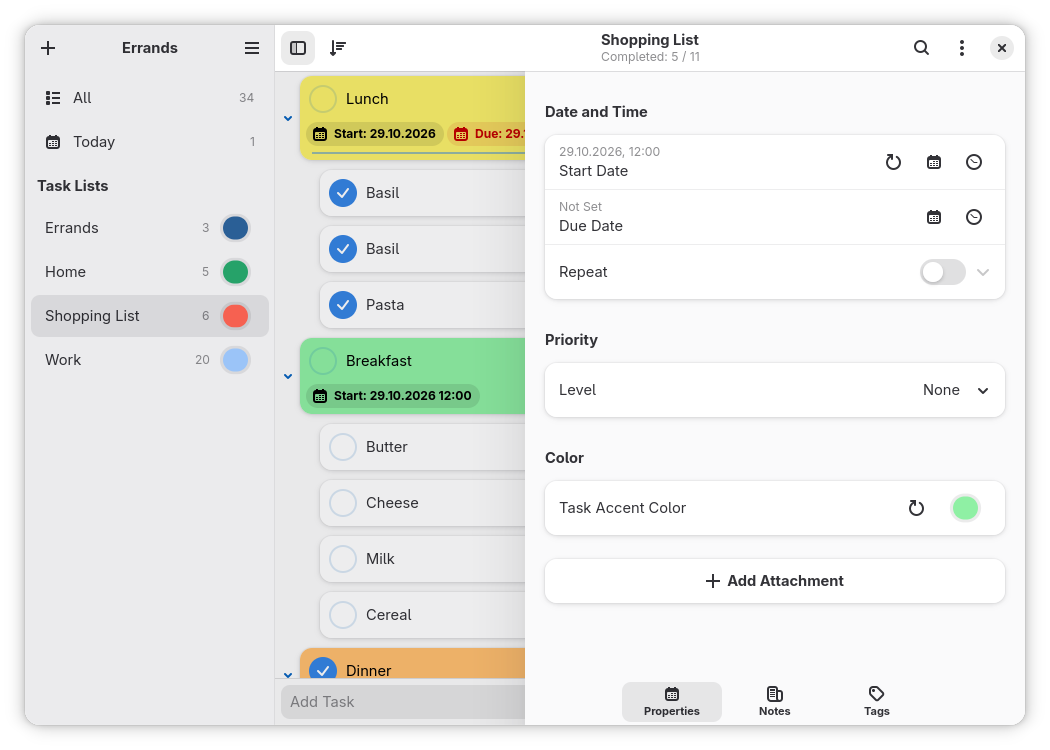 Errands
All 34
Today 1
Task Lists
Errands 3
Home 5
Shopping List 6
Work 20
Shopping List
Completed: 5 / 11
Lunch
Start: 29.10.2026 Due: 29.
Basil
Basil
Pasta
Breakfast
Start: 29.10.2026 12:00
Butter
Cheese
Milk
Cereal
Dinner
Add Task
Date and Time
29.10.2026, 12:00
Start Date
Not Set
Due Date
Repeat
Priority
Level None
Color
Task Accent Color
Add Attachment
Properties Notes Tags